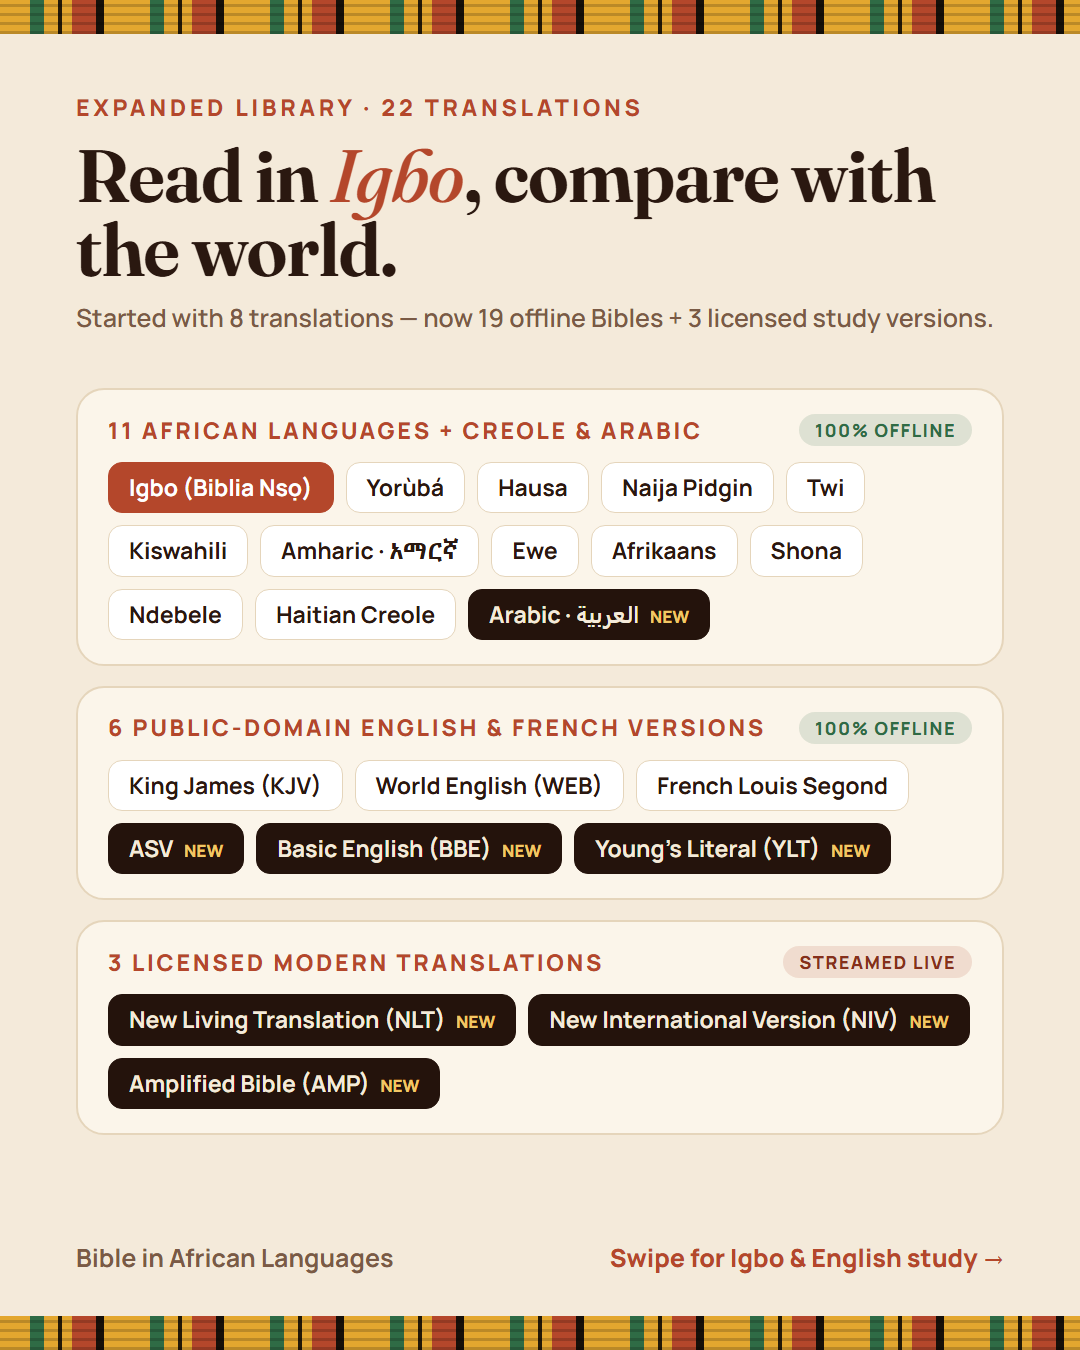 EXPANDED LIBRARY · 22 TRANSLATIONS
Read in Igbo, compare with
the world.
Started with 8 translations — now 19 offline Bibles + 3 licensed study versions.
11 AFRICAN LANGUAGES + CREOLE & ARABIC 100% OFFLINE
Igbo (Biblia Nsọ) Yorùbá Hausa Naija Pidgin Twi
Kiswahili Amharic · አማርኛ Ewe Afrikaans Shona
Ndebele Haitian Creole Arabic · العربية NEW
6 PUBLIC-DOMAIN ENGLISH & FRENCH VERSIONS 100% OFFLINE
King James (KJV) World English (WEB) French Louis Segond
ASV NEW Basic English (BBE) NEW Young's Literal (YLT) NEW
3 LICENSED MODERN TRANSLATIONS STREAMED LIVE
New Living Translation (NLT) NEW New International Version (NIV) NEW
Amplified Bible (AMP) NEW
Bible in African Languages Swipe for Igbo & English study →